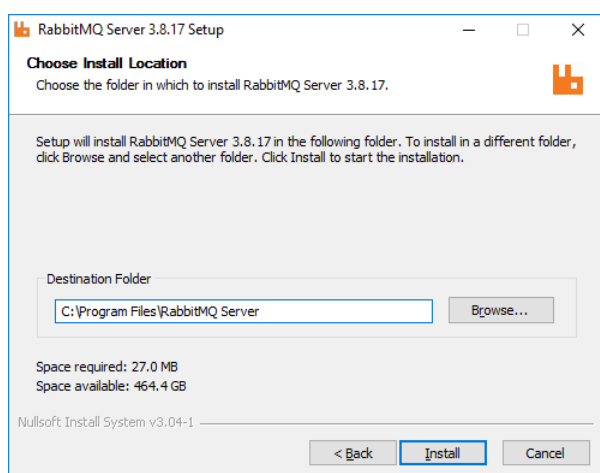 RabbitMQ Server 3.8.17 Setup
Choose Install Location
Choose the folder in which to install RabbitMQ Server 3.8.17.
Setup will install RabbitMQ Server 3.8.17 in the following folder. To install in a different folder,
click Browse and select another folder. Click Install to start the installation.
Destination Folder
C:\Program Files\RabbitMQ Server
Browse...
Space required: 27.0 MB
Space available: 464.4 GB
Nullsoft Install System v3.04-1
< Back Install Cancel